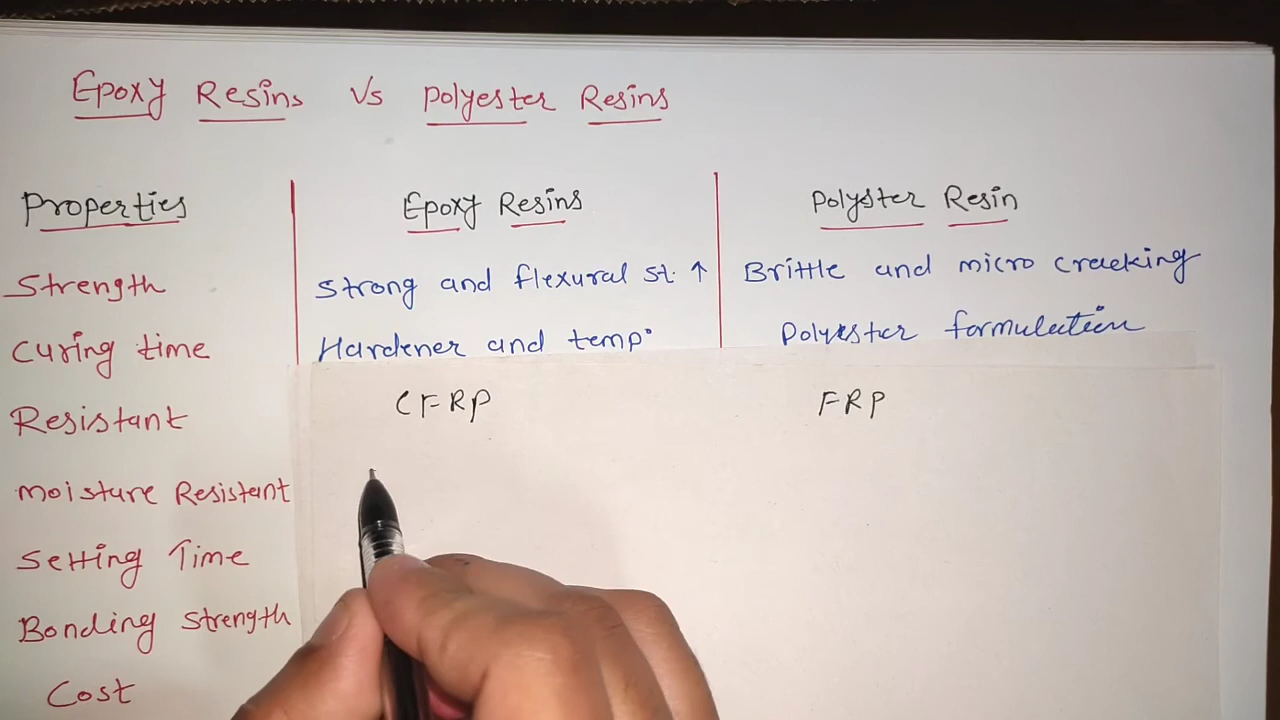 Epoxy Resins Vs Polyester Resins
Properties Epoxy Resins Polyster Resin
Strength Strong and flexural st. ↑ Brittle and micro cracking
Curing time Hardener and temp. Polyester formulation
Resistant CFRP FRP
Moisture Resistant
Setting Time
Bonding Strength
Cost